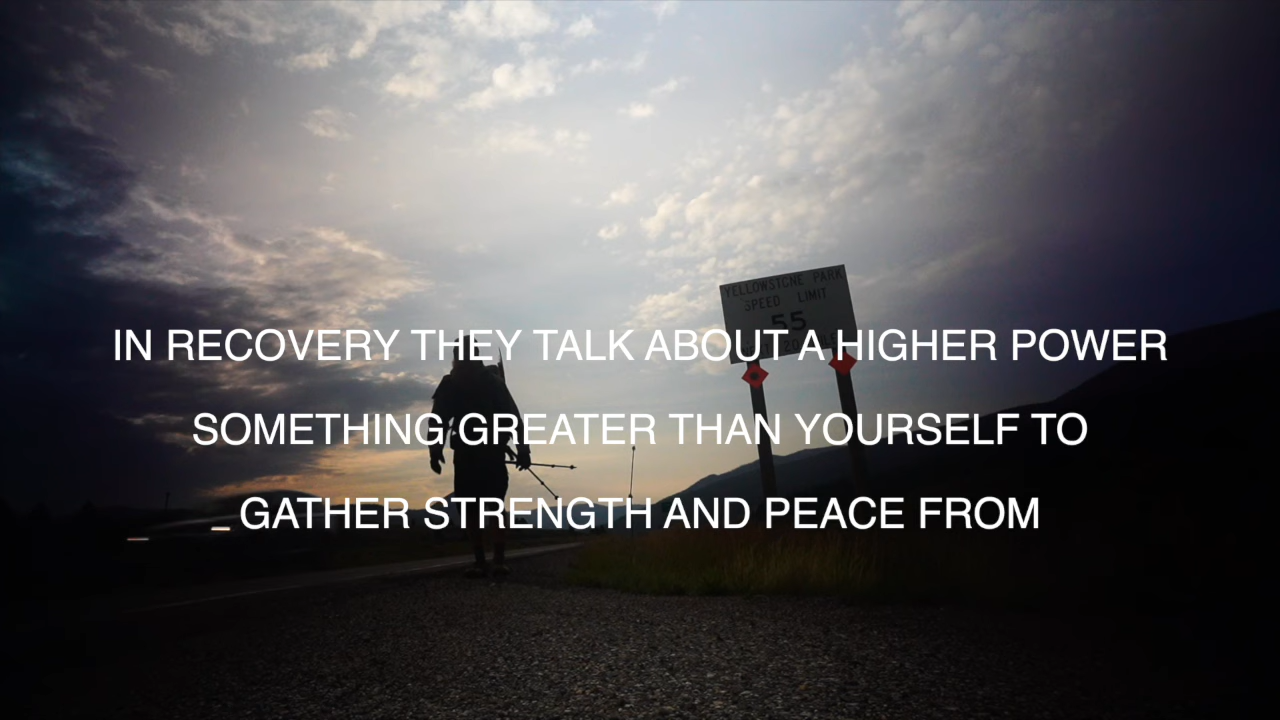 YELLOWSTONE PARK
SPEED LIMIT
55
IN RECOVERY THEY TALK ABOUT A HIGHER POWER
SOMETHING GREATER THAN YOURSELF TO
GATHER STRENGTH AND PEACE FROM